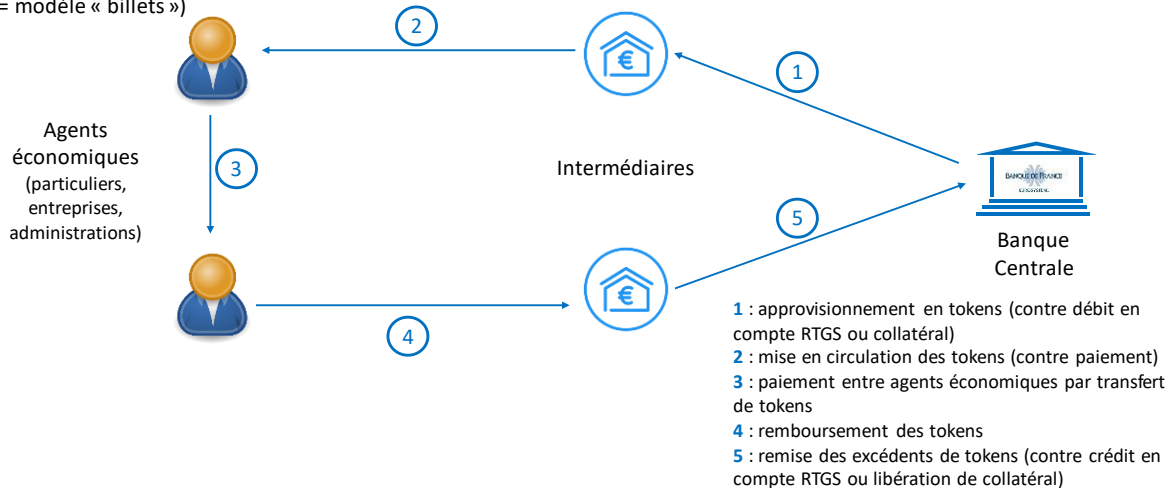 = modèle « billets »)
2
1
Agents
économiques
(particuliers,
entreprises,
administrations)
3
Intermédiaires
BANQUE DE FRANCE
EUROSYSTÈME
5
Banque
Centrale
4
1 : approvisionnement en tokens (contre débit en
compte RTGS ou collatéral)
2 : mise en circulation des tokens (contre paiement)
3 : paiement entre agents économiques par transfert
de tokens
4 : remboursement des tokens
5 : remise des excédents de tokens (contre crédit en
compte RTGS ou libération de collatéral)